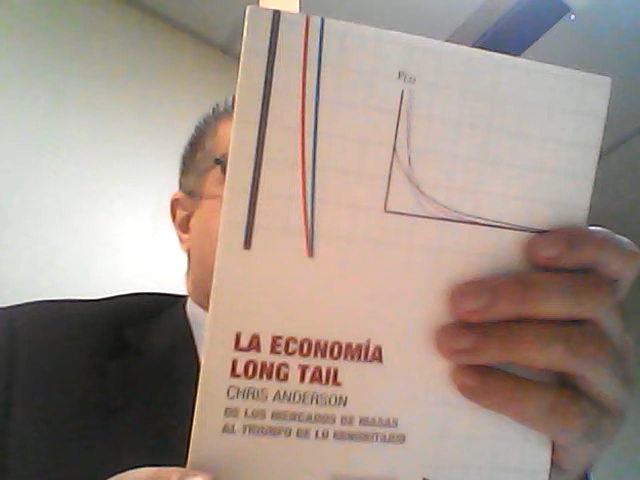 P(x)
LA ECONOMÍA
LONG TAIL
CHRIS ANDERSON
DE LOS MERCADOS DE MASAS
AL TRIUNFO DE LO MINORITARIO